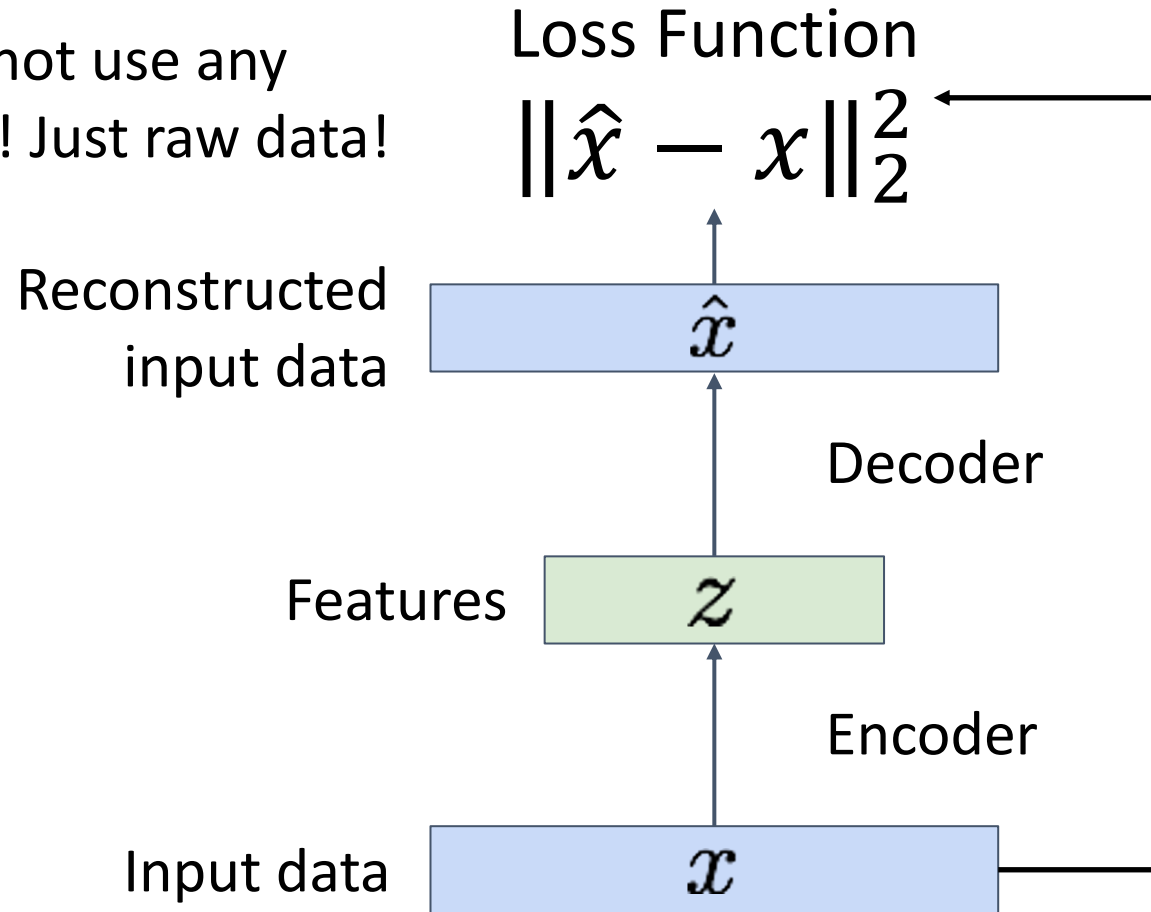 Loss Function
not use any
! Just raw data!
‖x̂ − x‖₂²
Reconstructed
input data
x̂
Decoder
Features
z
Encoder
Input data
x